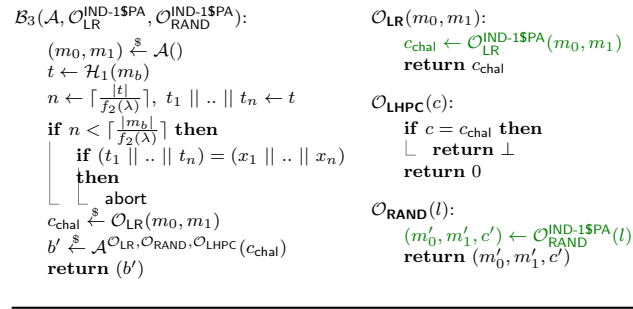 B₃(A, O_LR^{IND-1$PA}, O_RAND^{IND-1$PA}):
(m₀, m₁) ←$ A()
t ← H₁(m_b)
n ← ⌈|t| / f₂(λ)⌉, t₁ || .. || tₙ ← t
if n < ⌈|m_b| / f₂(λ)⌉ then
if (t₁ || .. || tₙ) = (x₁ || .. || xₙ)
then
abort
c_chal ←$ O_LR(m₀, m₁)
b′ ←$ A^{O_LR, O_RAND, O_LHPC}(c_chal)
return (b′)
O_LR(m₀, m₁):
c_chal ← O_LR^{IND-1$PA}(m₀, m₁)
return c_chal
O_LHPC(c):
if c = c_chal then
return ⊥
return 0
O_RAND(l):
(m′₀, m′₁, c′) ← O_RAND^{IND-1$PA}(l)
return (m′₀, m′₁, c′)